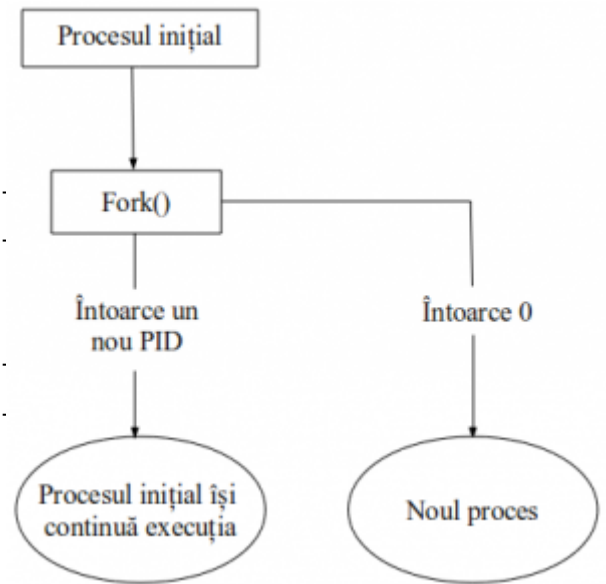 Procesul inițial
Fork()
Întoarce un
nou PID
Întoarce 0
Procesul inițial își
continuă execuția
Noul proces